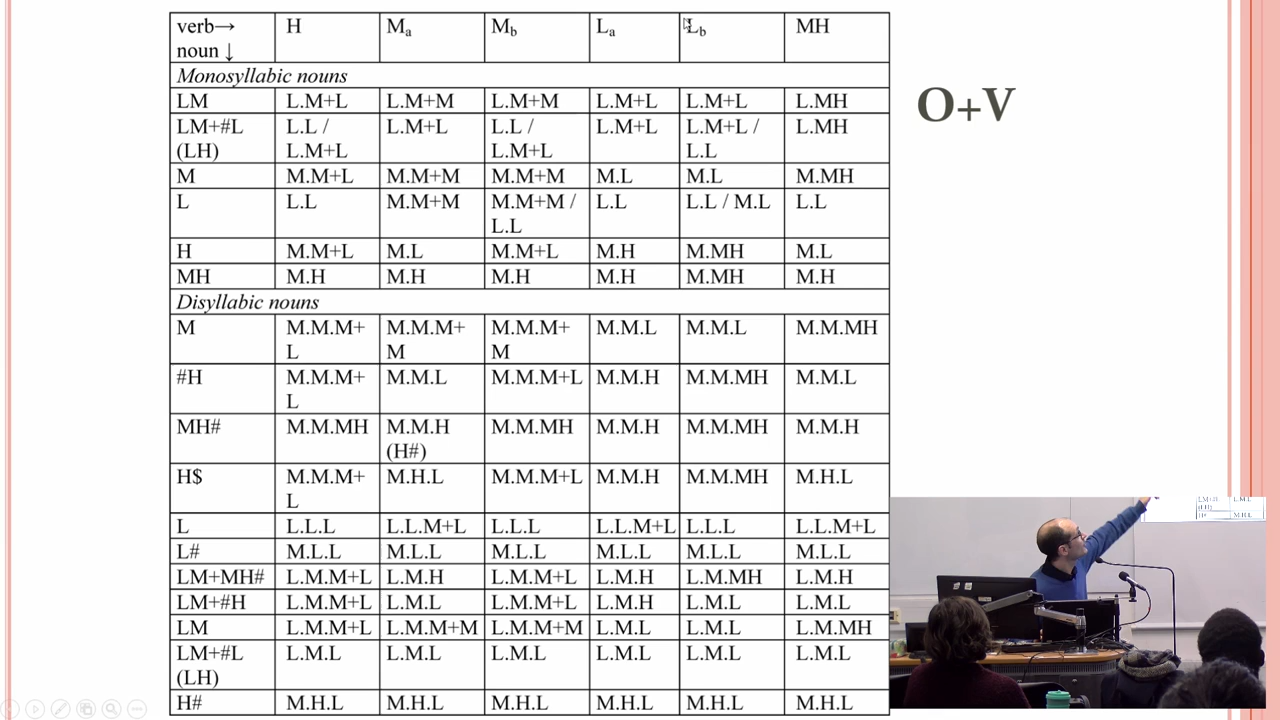 verb→ noun ↓ H Ma Mb La Lb MH
Monosyllabic nouns
LM L.M+L L.M+M L.M+M L.M+L L.M+L L.MH
LM+#L (LH) L.L / L.M+L L.M+L L.L / L.M+L L.M+L L.M+L / L.L L.MH
M M.M+L M.M+M M.M+M M.L M.L M.MH
L L.L M.M+M M.M+M / L.L L.L L.L / M.L L.L
H M.M+L M.L M.M+L M.H M.MH M.L
MH M.H M.H M.H M.H M.MH M.H
Disyllabic nouns
M M.M.M+L M.M.M+M M.M.M+M M.M.L M.M.L M.M.MH
#H M.M.M+L M.M.L M.M.M+L M.M.H M.M.MH M.M.L
MH# M.M.MH M.M.H (H#) M.M.MH M.M.H M.M.MH M.M.H
H$ M.M.M+L M.H.L M.M.M+L M.M.H M.M.MH M.H.L
L L.L.L L.L.M+L L.L.L L.L.M+L L.L.L L.L.M+L
L# M.L.L M.L.L M.L.L M.L.L M.L.L M.L.L
LM+MH# L.M.M+L L.M.H L.M.M+L L.M.H L.M.MH L.M.H
LM+#H L.M.M+L L.M.L L.M.M+L L.M.H L.M.L L.M.L
LM L.M.M+L L.M.M+M L.M.M+M L.M.L L.M.L L.M.MH
LM+#L (LH) L.M.L L.M.L L.M.L L.M.L L.M.L L.M.L
H# M.H.L M.H.L M.H.L M.H.L M.H.L M.H.L
O+V